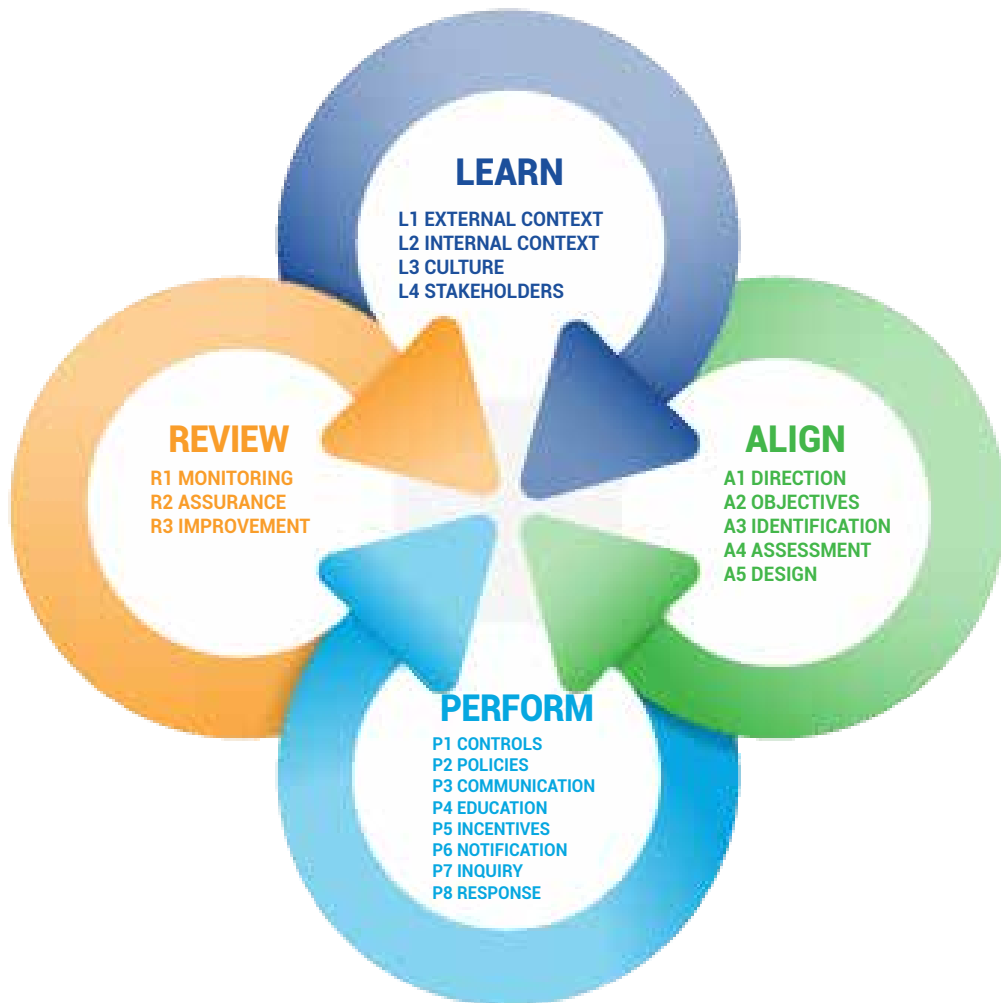 LEARN
L1 EXTERNAL CONTEXT
L2 INTERNAL CONTEXT
L3 CULTURE
L4 STAKEHOLDERS
REVIEW
R1 MONITORING
R2 ASSURANCE
R3 IMPROVEMENT
ALIGN
A1 DIRECTION
A2 OBJECTIVES
A3 IDENTIFICATION
A4 ASSESSMENT
A5 DESIGN
PERFORM
P1 CONTROLS
P2 POLICIES
P3 COMMUNICATION
P4 EDUCATION
P5 INCENTIVES
P6 NOTIFICATION
P7 INQUIRY
P8 RESPONSE